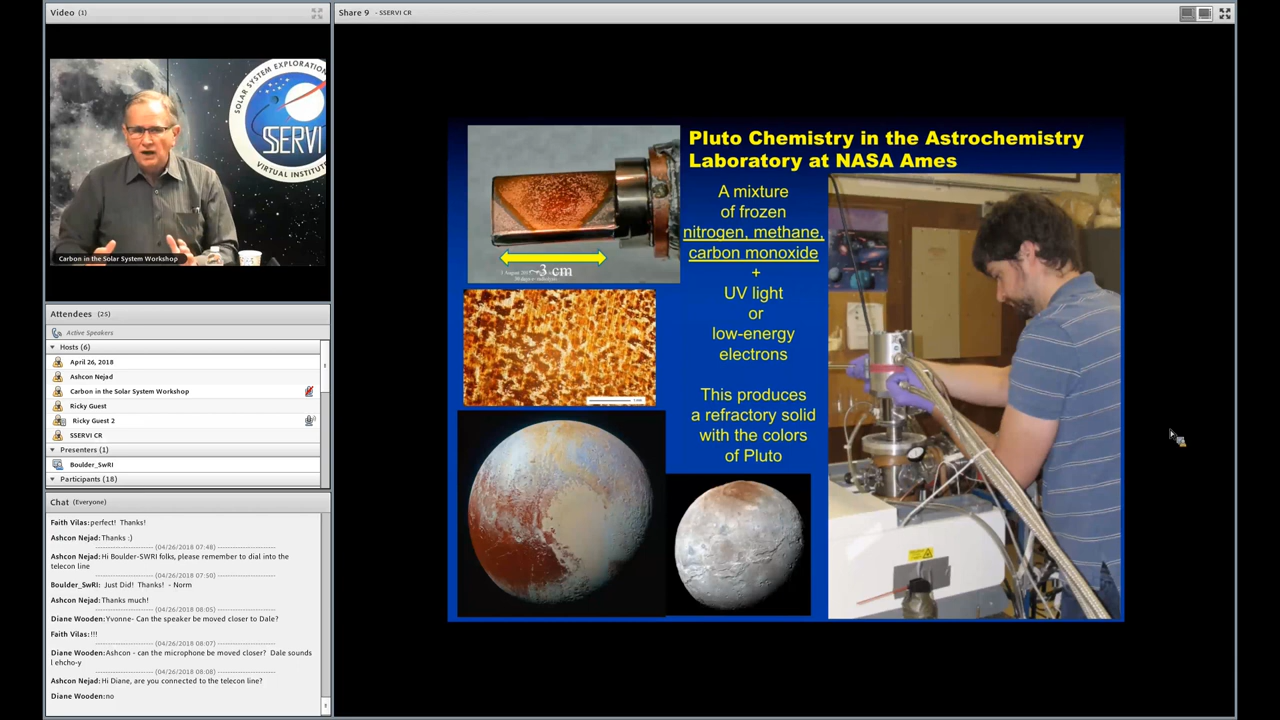 Video (1)
SOLAR SYSTEM EXPLORATION
SSERVI
VIRTUAL INSTITUTE
Carbon in the Solar System Workshop
Attendees (25)
Active Speakers
Hosts (6)
April 26, 2018
Ashcon Nejad
Carbon in the Solar System Workshop
Ricky Guest
Ricky Guest 2
SSERVI CR
Presenters (1)
Boulder_SwRI
Participants (18)
Chat (Everyone)
Faith Vilas: perfect! Thanks!
Ashcon Nejad: Thanks :)
(04/26/2018 07:48)
Ashcon Nejad: Hi Boulder-SWRI folks, please remember to dial into the
telecon line
(04/26/2018 07:50)
Boulder_SwRI: Just Did! Thanks! - Norm
Ashcon Nejad: Thanks much!
(04/26/2018 08:05)
Diane Wooden: Yvonne- Can the speaker be moved closer to Dale?
Faith Vilas: !!!
(04/26/2018 08:07)
Diane Wooden: Ashcon - can the microphone be moved closer? Dale sounds
l ehcho-y
(04/26/2018 08:08)
Ashcon Nejad: Hi Diane, are you connected to the telecon line?
Diane Wooden: no
Share 9 - SSERVI CR
Pluto Chemistry in the Astrochemistry
Laboratory at NASA Ames
~3 cm
A mixture
of frozen
nitrogen, methane,
carbon monoxide
+
UV light
or
low-energy
electrons
This produces
a refractory solid
with the colors
of Pluto